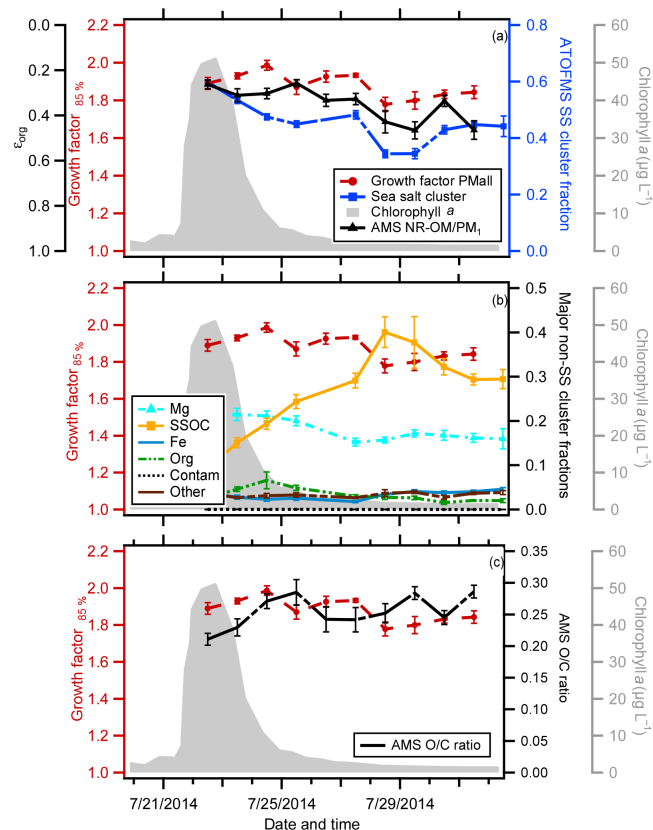 (a)
0.0
0.2
0.4
0.6
0.8
1.0
εorg
2.2
2.0
1.8
1.6
1.4
1.2
1.0
Growth factor 85 %
0.8
0.6
0.4
0.2
0.0
ATOFMS SS cluster fraction
60
50
40
30
20
10
0
Chlorophyll a (µg L−1)
Growth factor PMall
Sea salt cluster
Chlorophyll a
AMS NR-OM/PM1
(b)
2.2
2.0
1.8
1.6
1.4
1.2
1.0
Growth factor 85 %
0.5
0.4
0.3
0.2
0.1
0.0
Major non-SS cluster fractions
60
50
40
30
20
10
0
Chlorophyll a (µg L−1)
Mg
SSOC
Fe
Org
Contam
Other
(c)
2.2
2.0
1.8
1.6
1.4
1.2
1.0
Growth factor 85 %
0.35
0.30
0.25
0.20
0.15
0.10
0.05
0.00
AMS O/C ratio
60
50
40
30
20
10
0
Chlorophyll a (µg L−1)
AMS O/C ratio
7/21/2014
7/25/2014
7/29/2014
Date and time